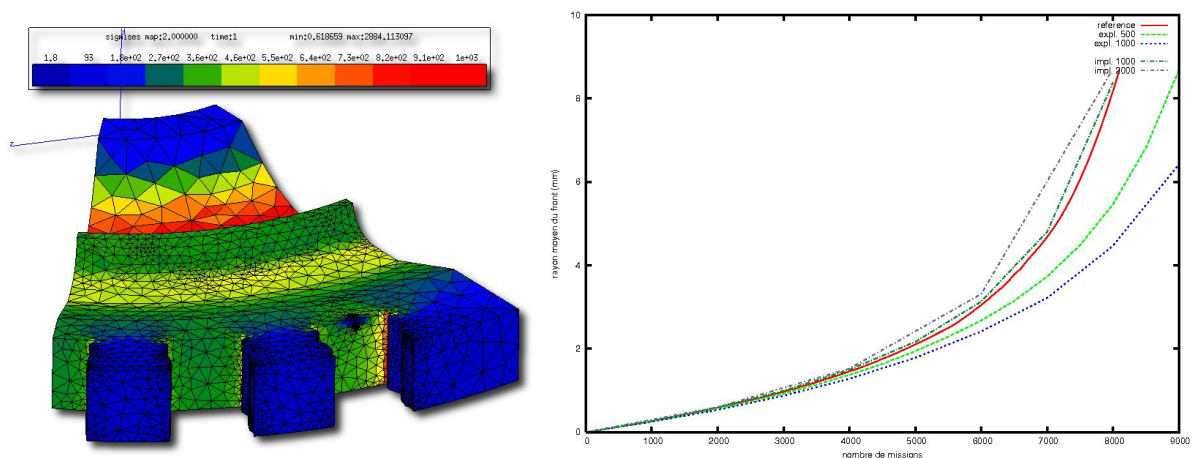 sigmises map:2.000000 time:1 min:0.618659 max:2884.113097
1.8 93 1.8e+02 2.7e+02 3.6e+02 4.6e+02 5.5e+02 6.4e+02 7.3e+02 8.2e+02 9.1e+02 1e+03
z
10
8
6
4
2
0
0 1000 2000 3000 4000 5000 6000 7000 8000 9000
rayon moyen du front (mm)
nombre de missions
reference
expl. 500
expl. 1000
impl. 1000
impl. 2000